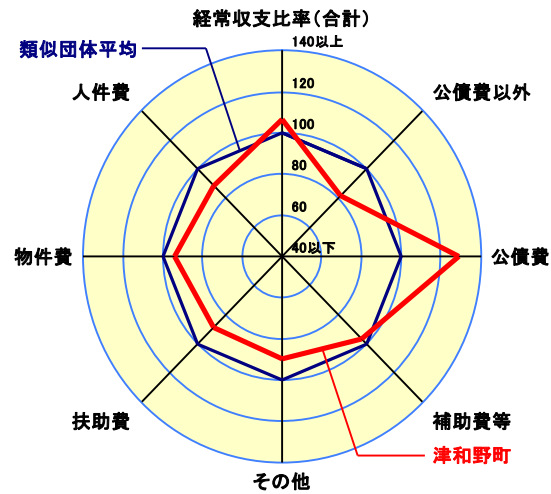 経常収支比率(合計)
140以上
類似団体平均
120
人件費
公債費以外
100
80
60
40以下
物件費
公債費
扶助費
補助費等
津和野町
その他